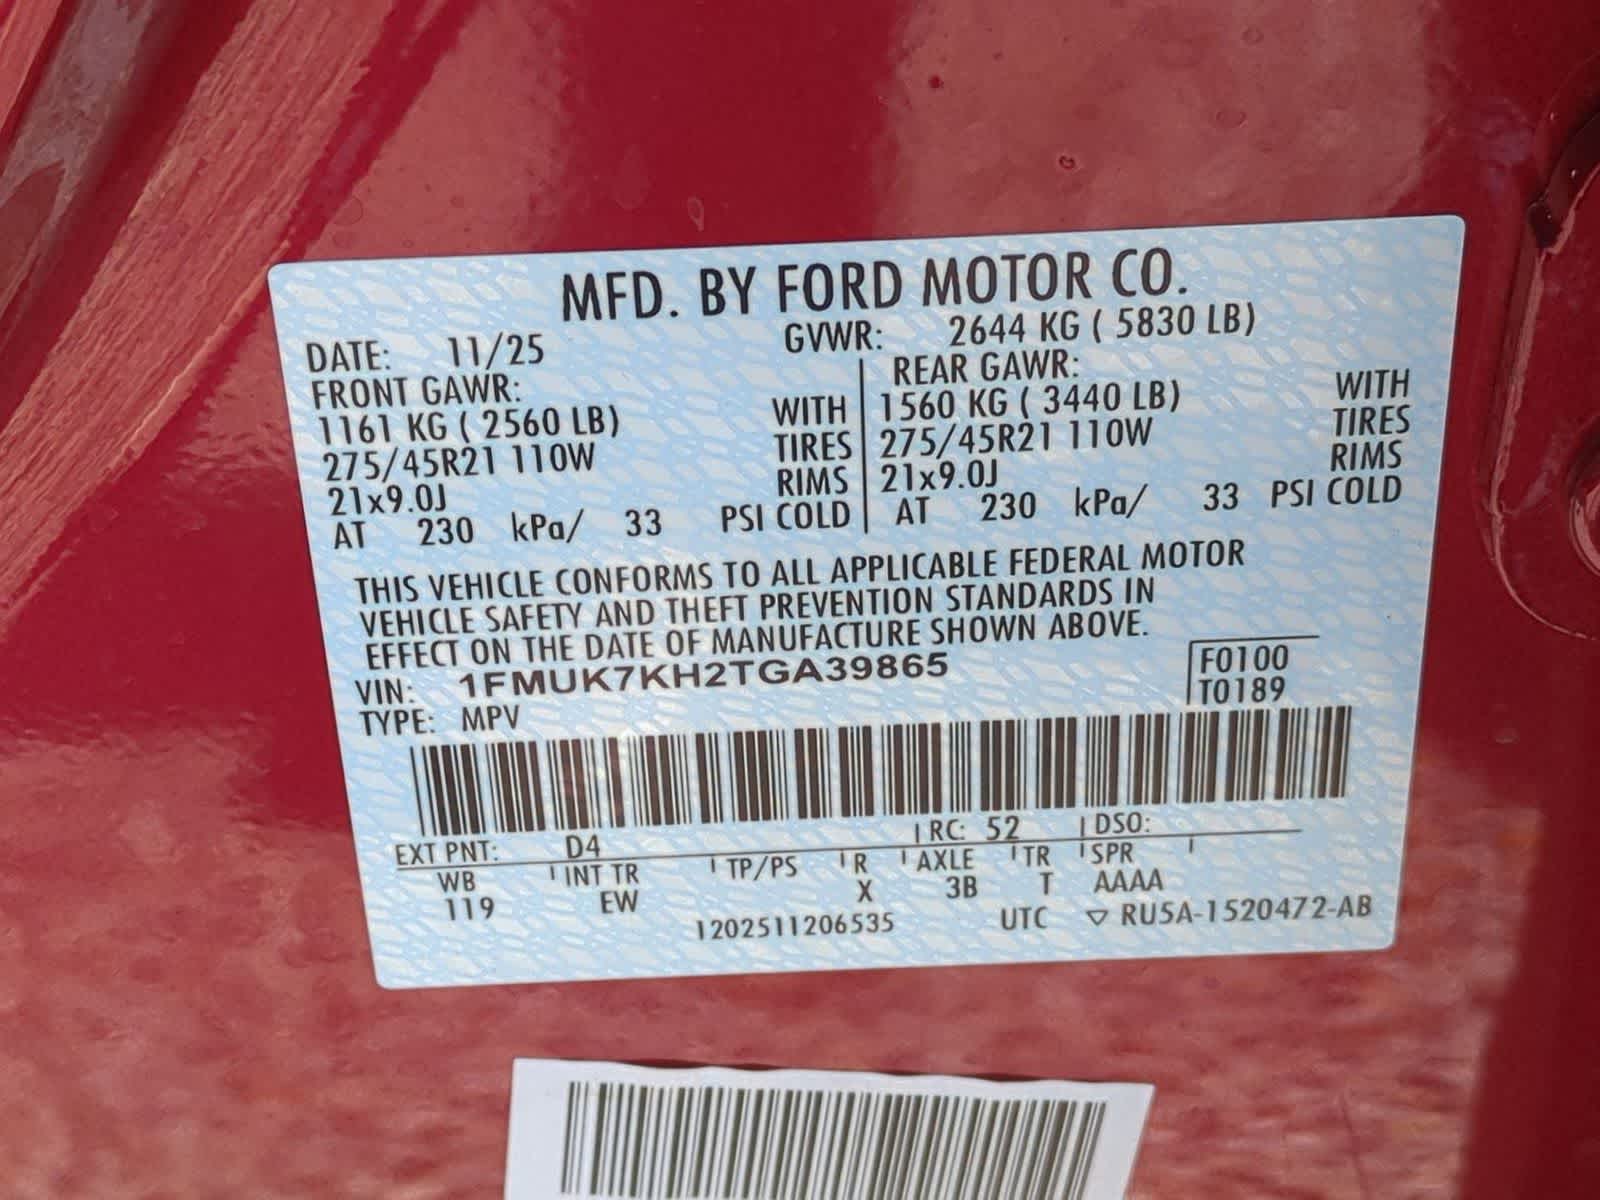 MFD. BY FORD MOTOR CO.
DATE: 11/25 GVWR: 2644 KG ( 5830 LB)
FRONT GAWR: REAR GAWR:
1161 KG ( 2560 LB) WITH 1560 KG ( 3440 LB) WITH
275/45R21 110W TIRES 275/45R21 110W TIRES
21x9.0J RIMS 21x9.0J RIMS
AT 230 kPa/ 33 PSI COLD AT 230 kPa/ 33 PSI COLD
THIS VEHICLE CONFORMS TO ALL APPLICABLE FEDERAL MOTOR
VEHICLE SAFETY AND THEFT PREVENTION STANDARDS IN
EFFECT ON THE DATE OF MANUFACTURE SHOWN ABOVE.
VIN: 1FMUK7KH2TGA39865 F0100
TYPE: MPV T0189
EXT PNT: D4 RC: 52 DSO:
WB INT TR TP/PS R AXLE TR SPR
119 EW X 3B T AAAA
1202511206535 UTC ▽ RU5A-1520472-AB